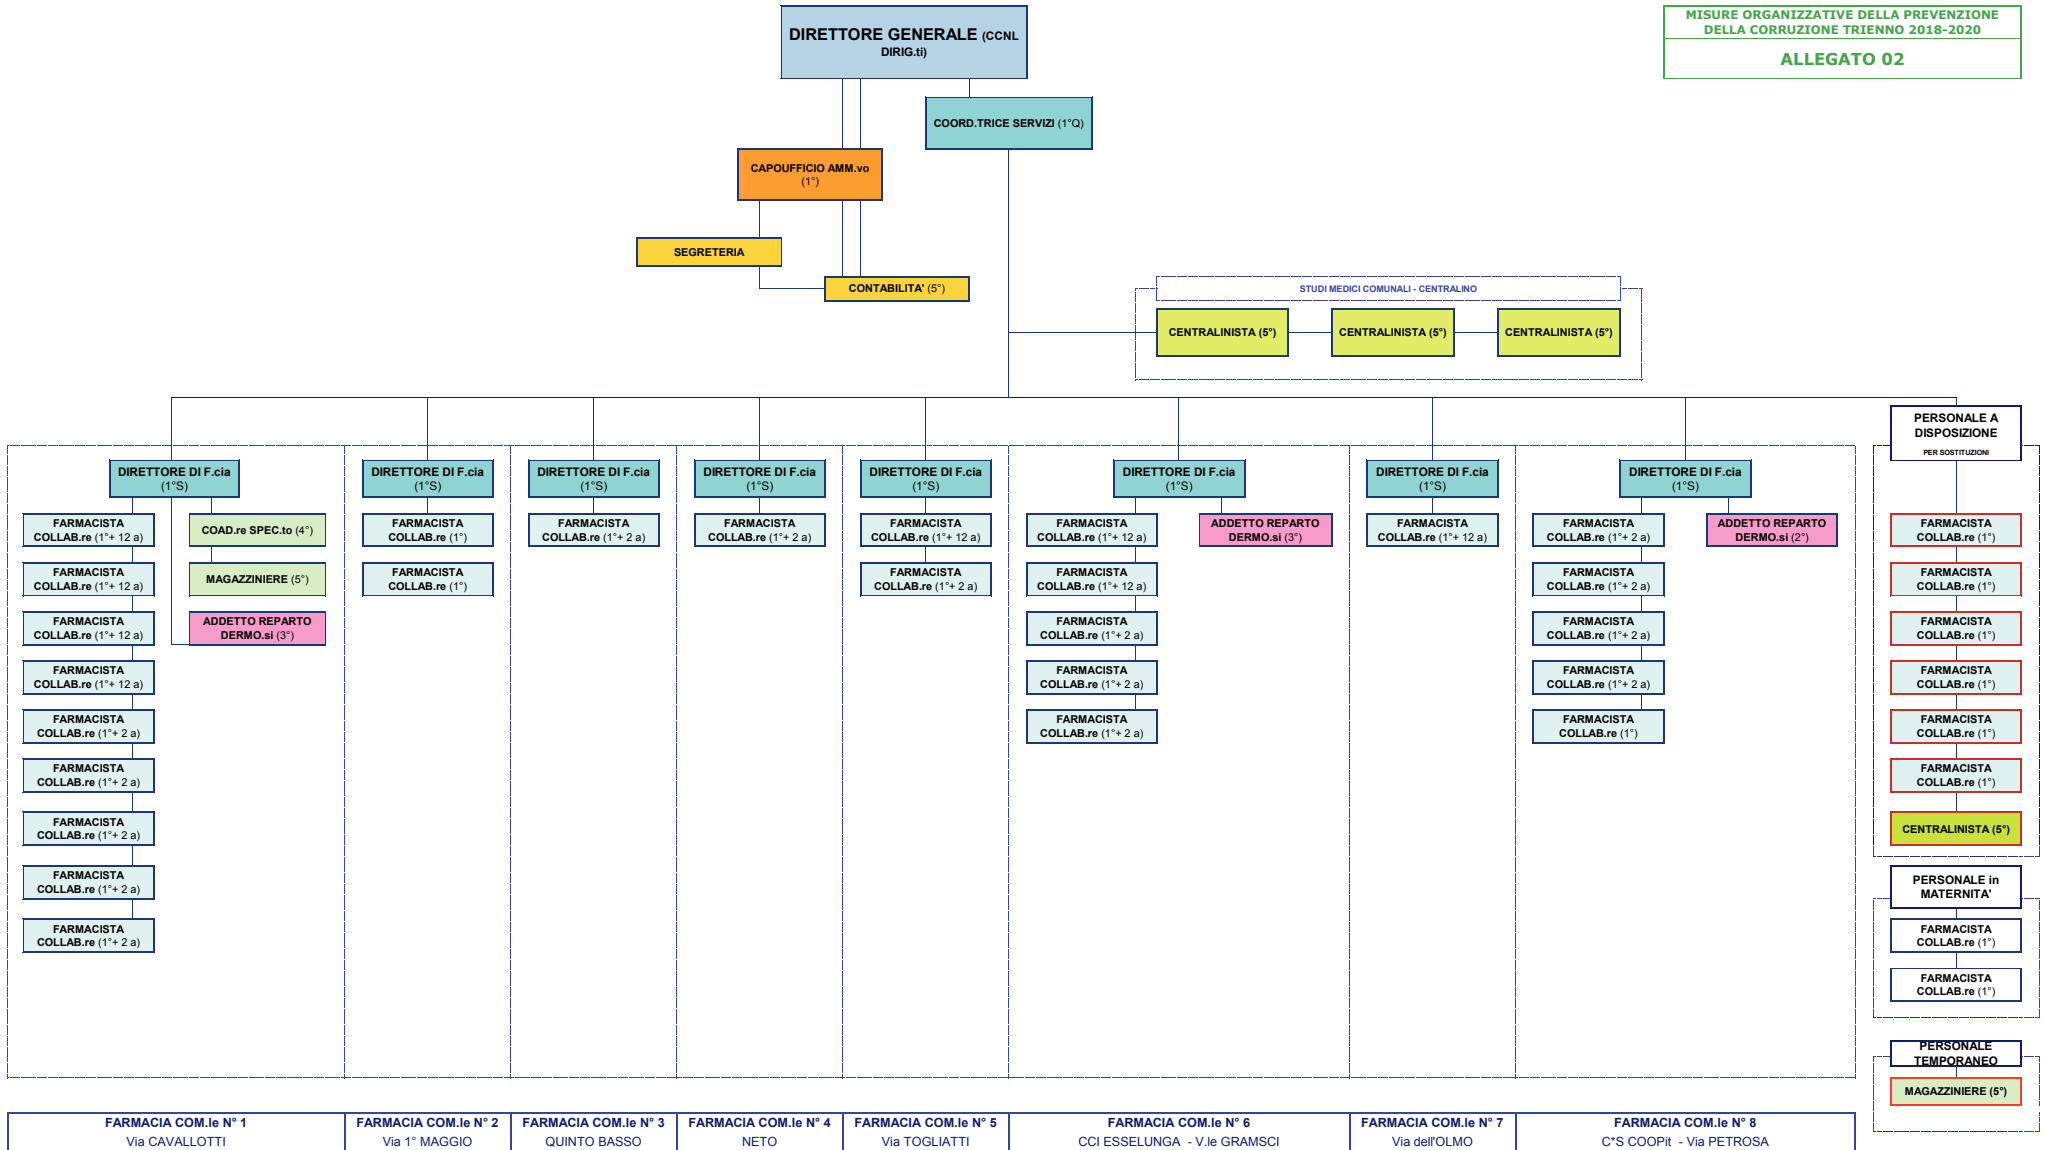 DIRETTORE GENERALE (CCNL
DIRIG.ti)
MISURE ORGANIZZATIVE DELLA PREVENZIONE
DELLA CORRUZIONE TRIENNO 2018-2020
ALLEGATO 02
COORD.TRICE SERVIZI (1°Q)
CAPOUFFICIO AMM.vo
(1°)
SEGRETERIA
CONTABILITA' (5°)
STUDI MEDICI COMUNALI - CENTRALINO
CENTRALINISTA (5°)
CENTRALINISTA (5°)
CENTRALINISTA (5°)
DIRETTORE DI F.cia
(1°S)
FARMACISTA
COLLAB.re (1°+ 12 a)
FARMACISTA
COLLAB.re (1°+ 12 a)
FARMACISTA
COLLAB.re (1°+ 12 a)
FARMACISTA
COLLAB.re (1°+ 12 a)
FARMACISTA
COLLAB.re (1°+ 2 a)
FARMACISTA
COLLAB.re (1°+ 2 a)
FARMACISTA
COLLAB.re (1°+ 2 a)
FARMACISTA
COLLAB.re (1°+ 2 a)
FARMACISTA
COLLAB.re (1°+ 2 a)
COAD.re SPEC.to (4°)
MAGAZZINIERE (5°)
ADDETTO REPARTO
DERMO.si (3°)
DIRETTORE DI F.cia
(1°S)
FARMACISTA
COLLAB.re (1°)
FARMACISTA
COLLAB.re (1°)
DIRETTORE DI F.cia
(1°S)
FARMACISTA
COLLAB.re (1°+ 2 a)
DIRETTORE DI F.cia
(1°S)
FARMACISTA
COLLAB.re (1°+ 2 a)
DIRETTORE DI F.cia
(1°S)
FARMACISTA
COLLAB.re (1°+ 12 a)
FARMACISTA
COLLAB.re (1°+ 2 a)
DIRETTORE DI F.cia
(1°S)
FARMACISTA
COLLAB.re (1°+ 12 a)
FARMACISTA
COLLAB.re (1°+ 12 a)
FARMACISTA
COLLAB.re (1°+ 2 a)
FARMACISTA
COLLAB.re (1°+ 2 a)
FARMACISTA
COLLAB.re (1°+ 2 a)
ADDETTO REPARTO
DERMO.si (3°)
DIRETTORE DI F.cia
(1°S)
FARMACISTA
COLLAB.re (1°+ 12 a)
DIRETTORE DI F.cia
(1°S)
FARMACISTA
COLLAB.re (1°+ 2 a)
FARMACISTA
COLLAB.re (1°+ 2 a)
FARMACISTA
COLLAB.re (1°+ 2 a)
FARMACISTA
COLLAB.re (1°+ 2 a)
FARMACISTA
COLLAB.re (1°)
ADDETTO REPARTO
DERMO.si (2°)
PERSONALE A
DISPOSIZIONE
PER SOSTITUZIONI
FARMACISTA
COLLAB.re (1°)
FARMACISTA
COLLAB.re (1°)
FARMACISTA
COLLAB.re (1°)
FARMACISTA
COLLAB.re (1°)
FARMACISTA
COLLAB.re (1°)
FARMACISTA
COLLAB.re (1°)
CENTRALINISTA (5°)
PERSONALE in
MATERNITA'
FARMACISTA
COLLAB.re (1°)
FARMACISTA
COLLAB.re (1°)
PERSONALE
TEMPORANEO
MAGAZZINIERE (5°)
FARMACIA COM.le N° 1
Via CAVALLOTTI
FARMACIA COM.le N° 2
Via 1° MAGGIO
FARMACIA COM.le N° 3
QUINTO BASSO
FARMACIA COM.le N° 4
NETO
FARMACIA COM.le N° 5
Via TOGLIATTI
FARMACIA COM.le N° 6
CCI ESSELUNGA - V.le GRAMSCI
FARMACIA COM.le N° 7
Via dell'OLMO
FARMACIA COM.le N° 8
C*S COOPit - Via PETROSA